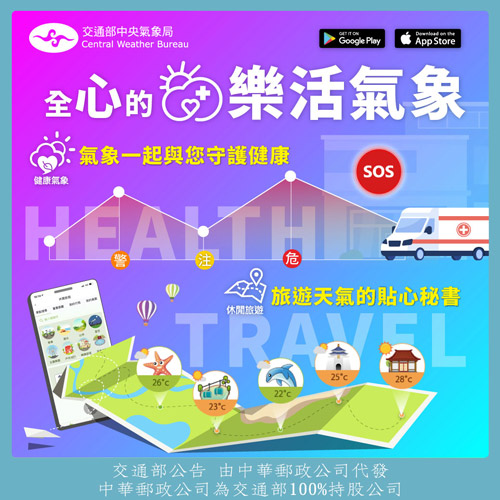 交通部中央氣象局
Central Weather Bureau
GET IT ON
Google Play
Download on the
App Store
全心的樂活氣象
氣象一起與您守護健康
健康氣象
SOS
HEALTH
警 注 危
旅遊天氣的貼心秘書
休閒旅遊
TRAVEL
26°c
23°c
22°c
25°c
28°c
交通部公告 由中華郵政公司代發
中華郵政公司為交通部100%持股公司